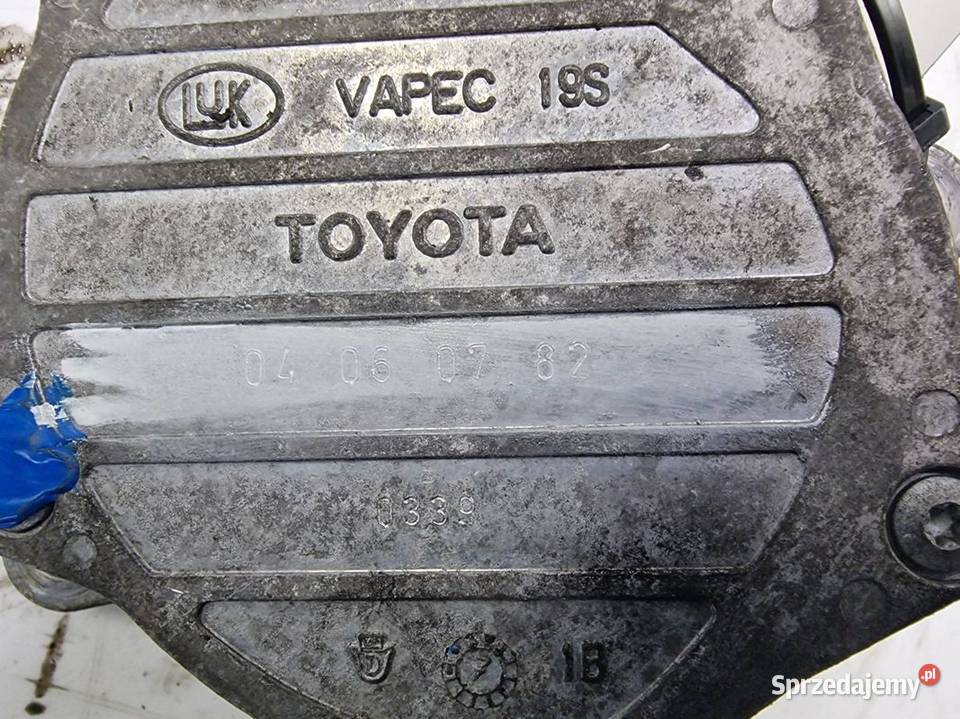 LUK VAPEC 19S
TOYOTA
04 06 07 82
0339
1B
Sprzedajemy.pl